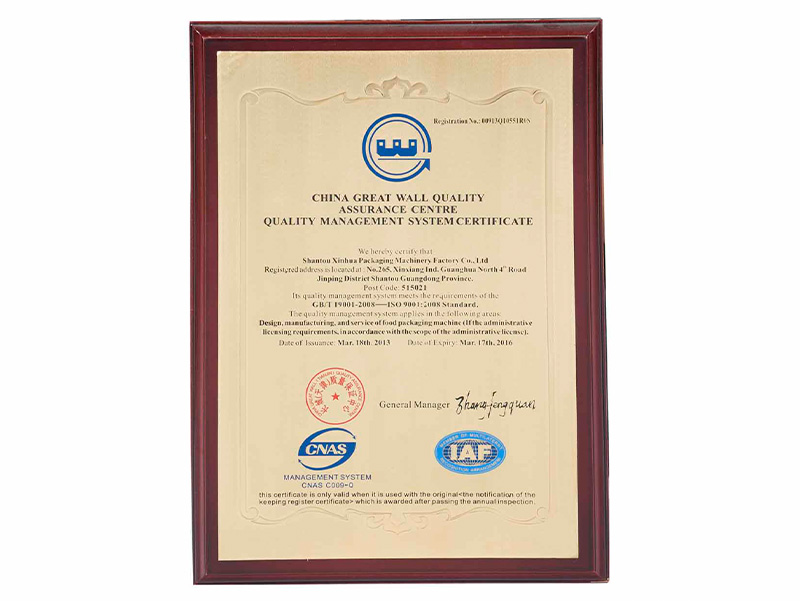 Registration No.: 00913Q10551R0S
CHINA GREAT WALL QUALITY
ASSURANCE CENTRE
QUALITY MANAGEMENT SYSTEM CERTIFICATE
We hereby certify that
Shantou Xinhua Packaging Machinery Factory Co., Ltd
Registered address is located at : No.265, Xinxiang Ind. Guanghua North 4th Road
Jinping District Shantou Guangdong Province.
Post Code: 515021
Its quality management system meets the requirements of the
GB/T 19001-2008—ISO 9001:2008 Standard.
The quality management system applies in the following areas:
Design, manufacturing, and service of food packaging machine (If the administrative
licensing requirements, in accordance with the scope of the administrative license).
Date of Issuance: Mar. 18th. 2013 Date of Expiry: Mar. 17th. 2016
General Manager Zhang fengquan
CNAS
MANAGEMENT SYSTEM
CNAS C009-Q
MEMBER OF MULTILATERAL
IAF
RECOGNITION ARRANGEMENT
this certificate is only valid when it is used with the original<the notification of the
keeping register certificate> which is awarded after passing the annual inspection.